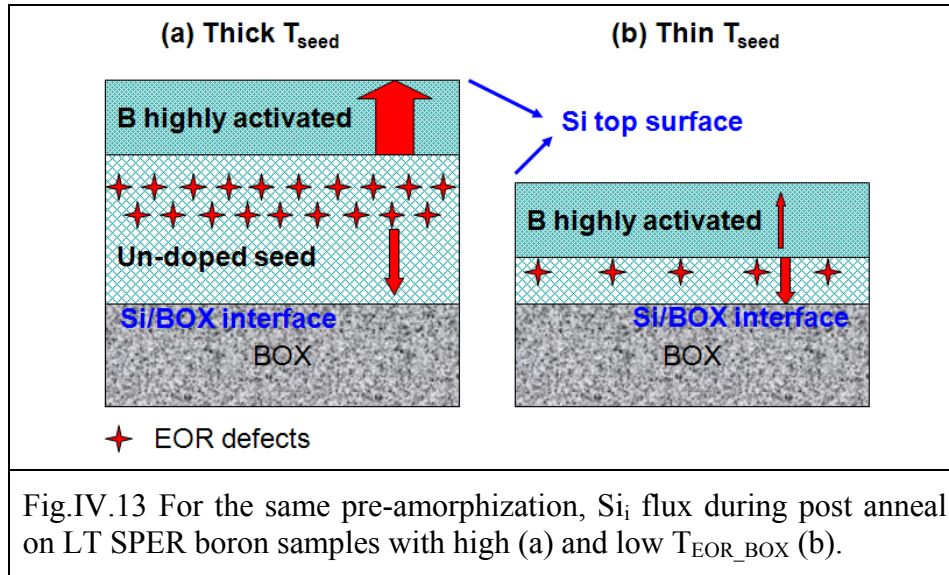 (a) Thick Tseed
(b) Thin Tseed
B highly activated
Si top surface
B highly activated
Un-doped seed
Si/BOX interface
Si/BOX interface
BOX
BOX
EOR defects
Fig.IV.13 For the same pre-amorphization, Sii flux during post anneal
on LT SPER boron samples with high (a) and low TEOR_BOX (b).